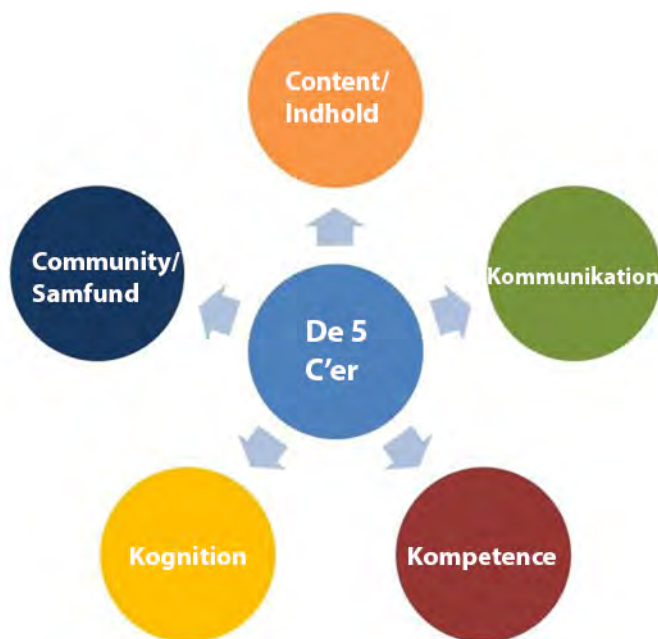 Content/
Indhold
Community/
Samfund
Kommunikation
De 5
C’er
Kognition
Kompetence